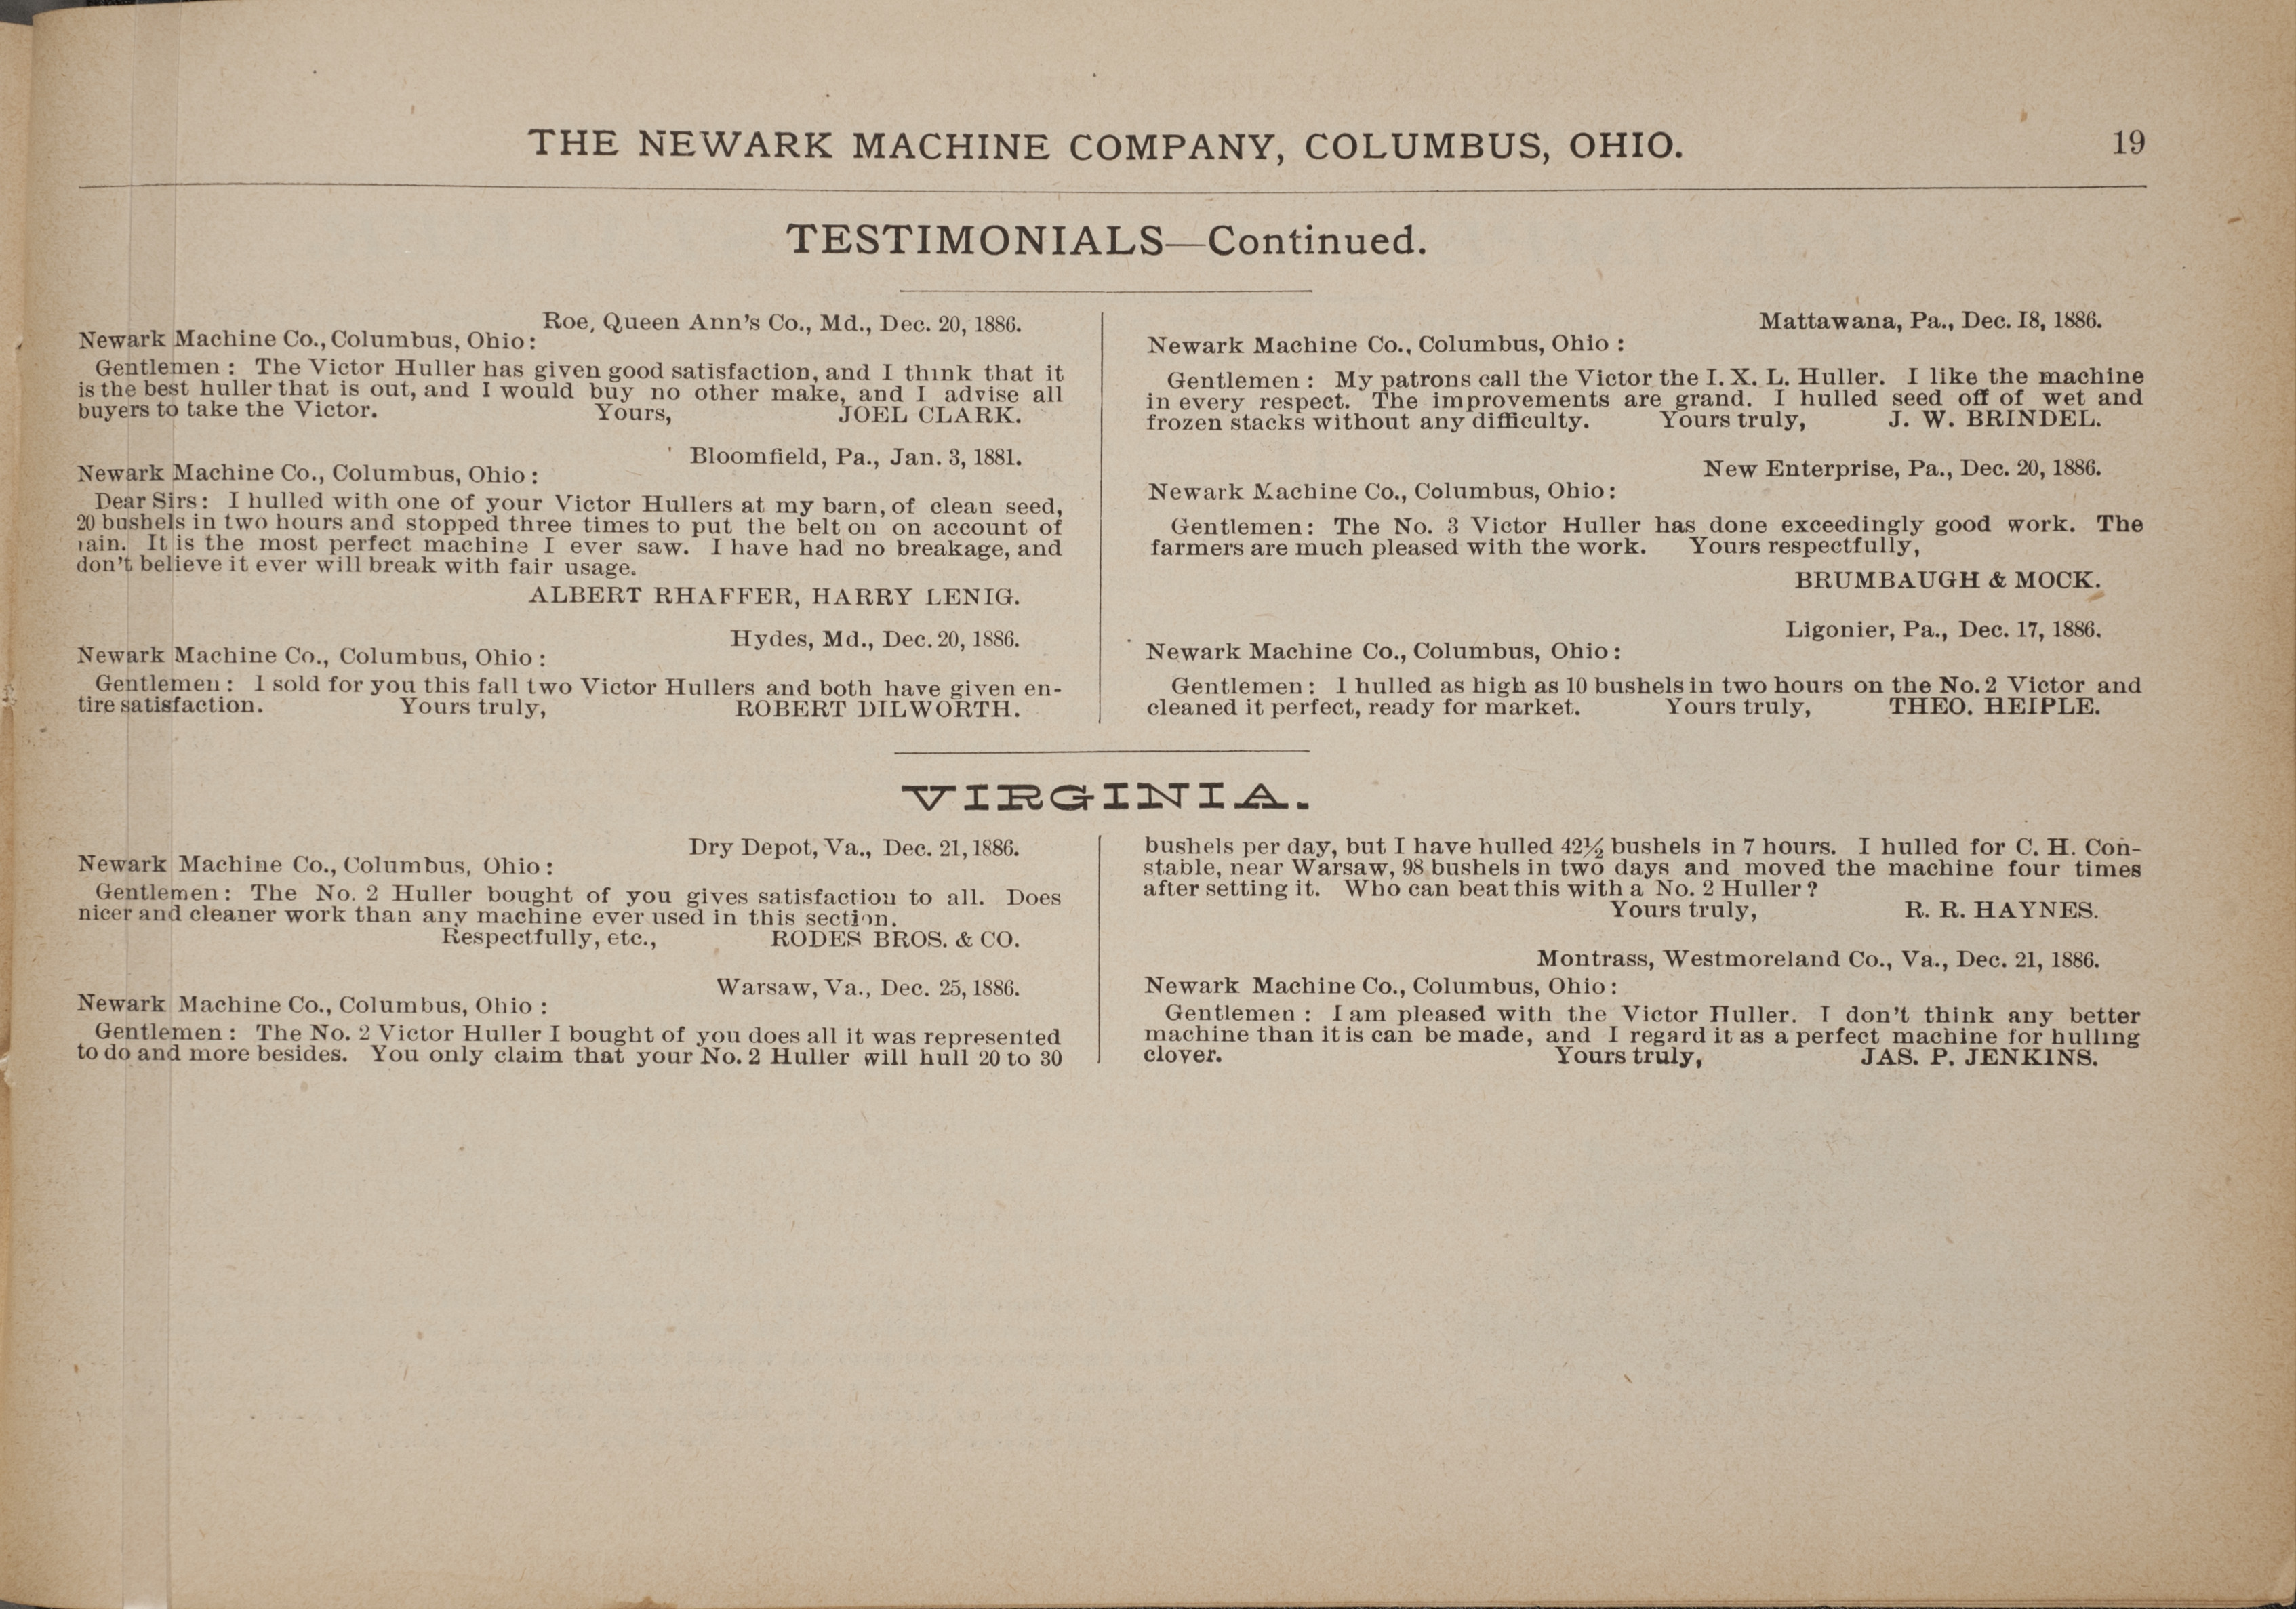 THE NEWARK MACHINE COMPANY, COLUMBUS, OHIO.
19
TESTIMONIALS—Continued.
Roe, Queen Ann's Co., Md., Dec. 20, 1886.
Newark Machine Co., Columbus, Ohio:
Gentlemen: The Victor Huller has given good satisfaction, and I think that it
is the best huller that is out, and I would buy no other make, and I advise all
buyers to take the Victor. Yours, JOEL CLARK.
Bloomfield, Pa., Jan. 3, 1881.
Newark Machine Co., Columbus, Ohio:
Dear Sirs: I hulled with one of your Victor Hullers at my barn, of clean seed,
20 bushels in two hours and stopped three times to put the belt on on account of
rain. It is the most perfect machine I ever saw. I have had no breakage, and
don't believe it ever will break with fair usage.
ALBERT RHAFFER, HARRY LENIG.
Hydes, Md., Dec. 20, 1886.
Newark Machine Co., Columbus, Ohio:
Gentlemen: I sold for you this fall two Victor Hullers and both have given en-
tire satisfaction. Yours truly, ROBERT DILWORTH.
Mattawana, Pa., Dec. 18, 1886.
Newark Machine Co., Columbus, Ohio:
Gentlemen: My patrons call the Victor the I. X. L. Huller. I like the machine
in every respect. The improvements are grand. I hulled seed off of wet and
frozen stacks without any difficulty. Yours truly, J. W. BRINDEL.
New Enterprise, Pa., Dec. 20, 1886.
Newark Machine Co., Columbus, Ohio:
Gentlemen: The No. 3 Victor Huller has done exceedingly good work. The
farmers are much pleased with the work. Yours respectfully,
BRUMBAUGH & MOCK.
Ligonier, Pa., Dec. 17, 1886.
Newark Machine Co., Columbus, Ohio:
Gentlemen: I hulled as high as 10 bushels in two hours on the No. 2 Victor and
cleaned it perfect, ready for market. Yours truly, THEO. HEIPLE.
VIRGINIA.
Dry Depot, Va., Dec. 21, 1886.
Newark Machine Co., Columbus, Ohio:
Gentlemen: The No. 2 Huller bought of you gives satisfaction to all. Does
nicer and cleaner work than any machine ever used in this section.
Respectfully, etc., RODES BROS. & CO.
Warsaw, Va., Dec. 25, 1886.
Newark Machine Co., Columbus, Ohio:
Gentlemen: The No. 2 Victor Huller I bought of you does all it was represented
to do and more besides. You only claim that your No. 2 Huller will hull 20 to 30
bushels per day, but I have hulled 42½ bushels in 7 hours. I hulled for C. H. Con-
stable, near Warsaw, 98 bushels in two days and moved the machine four times
after setting it. Who can beat this with a No. 2 Huller?
Yours truly, R. R. HAYNES.
Montrass, Westmoreland Co., Va., Dec. 21, 1886.
Newark Machine Co., Columbus, Ohio:
Gentlemen: I am pleased with the Victor Huller. I don't think any better
machine than it is can be made, and I regard it as a perfect machine for hulling
clover. Yours truly, JAS. P. JENKINS.